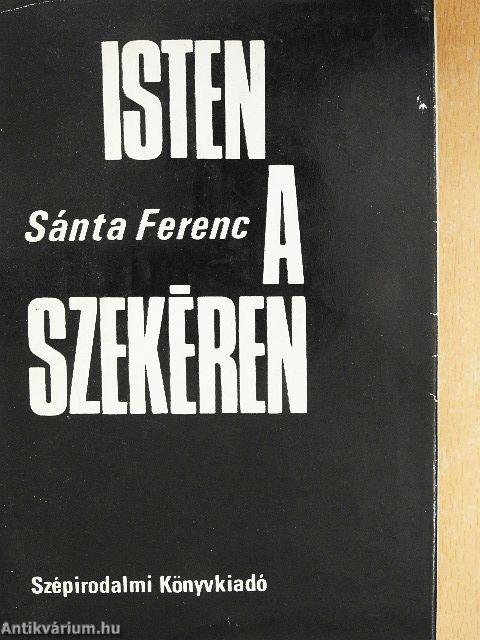 ISTEN
Sánta Ferenc A
SZEKÉREN
Szépirodalmi Könyvkiadó
Antikvárium.hu